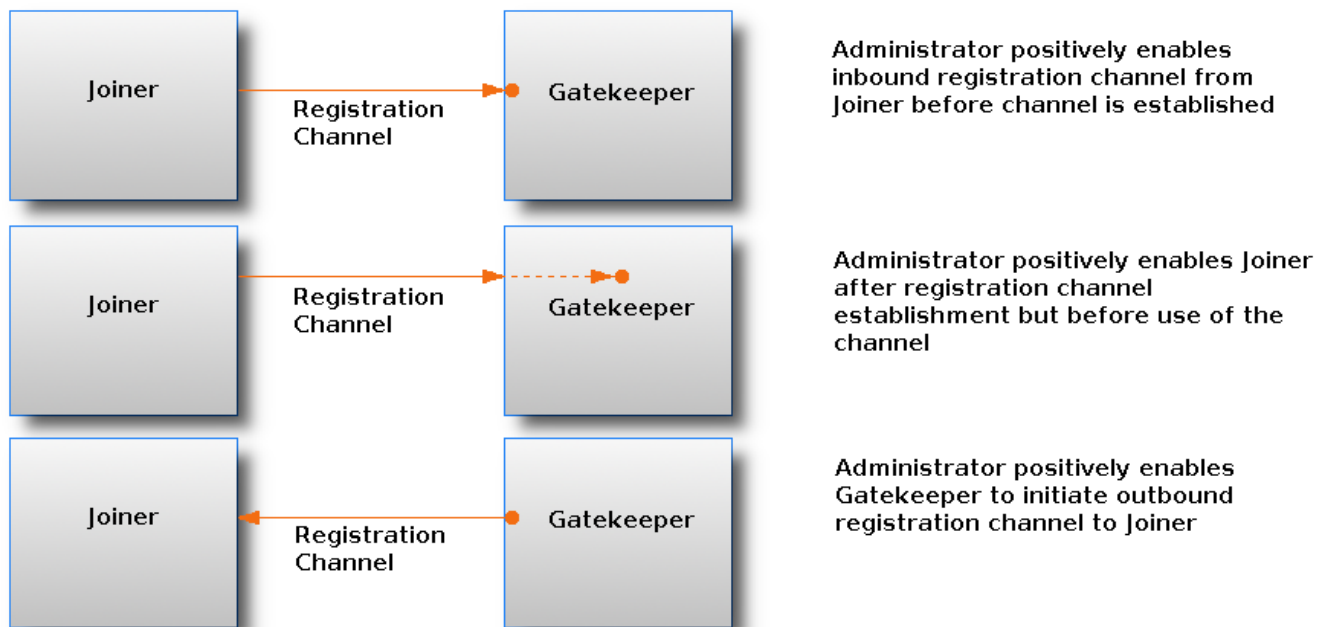 Joiner
Registration
Channel
Gatekeeper
Administrator positively enables
inbound registration channel from
Joiner before channel is established
Joiner
Registration
Channel
Gatekeeper
Administrator positively enables Joiner
after registration channel
establishment but before use of the
channel
Joiner
Registration
Channel
Gatekeeper
Administrator positively enables
Gatekeeper to initiate outbound
registration channel to Joiner